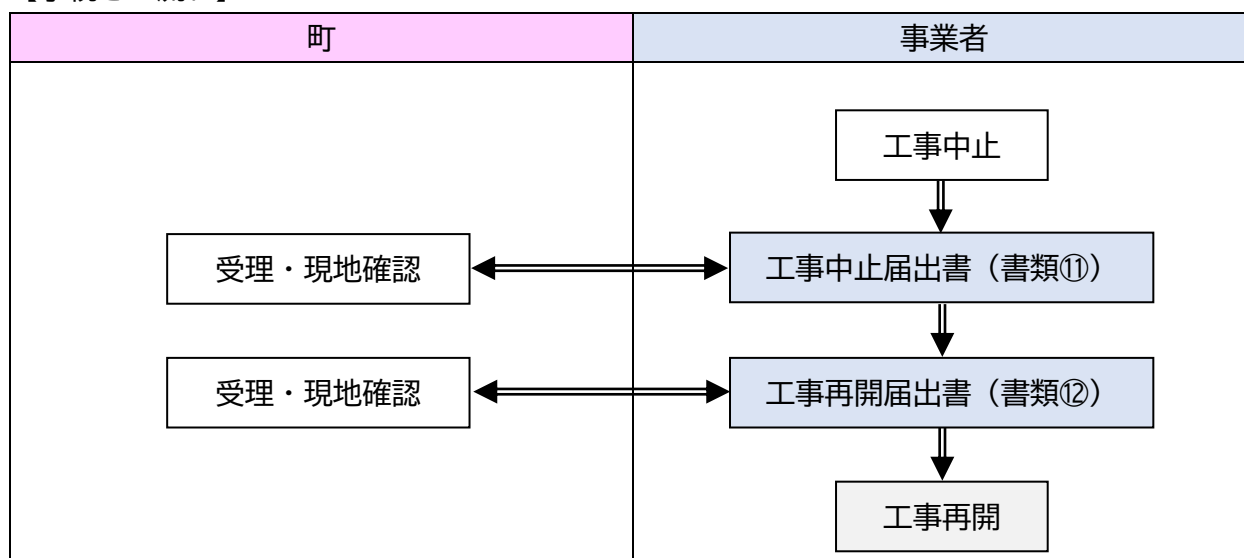 町
事業者
工事中止
受理・現地確認
工事中止届出書（書類⑪）
受理・現地確認
工事再開届出書（書類⑫）
工事再開